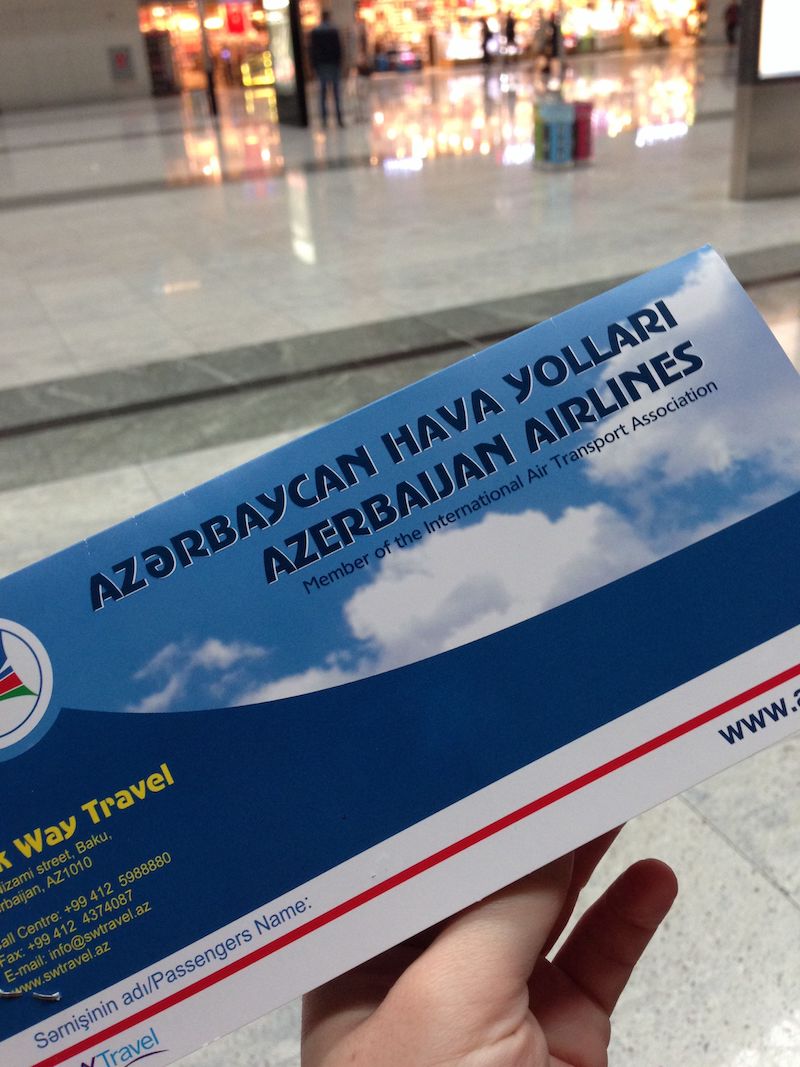 AZƏRBAYCAN HAVA YOLLARI
AZERBAIJAN AIRLINES
Member of the International Air Transport Association
www.a
k Way Travel
Nizami street, Baku,
rbaijan, AZ1010
Call Centre: +99 412 5988880
Fax: +99 412 4374087
E-mail: info@swtravel.az
www.swtravel.az
Sərnişinin adı/Passengers Name:
Travel